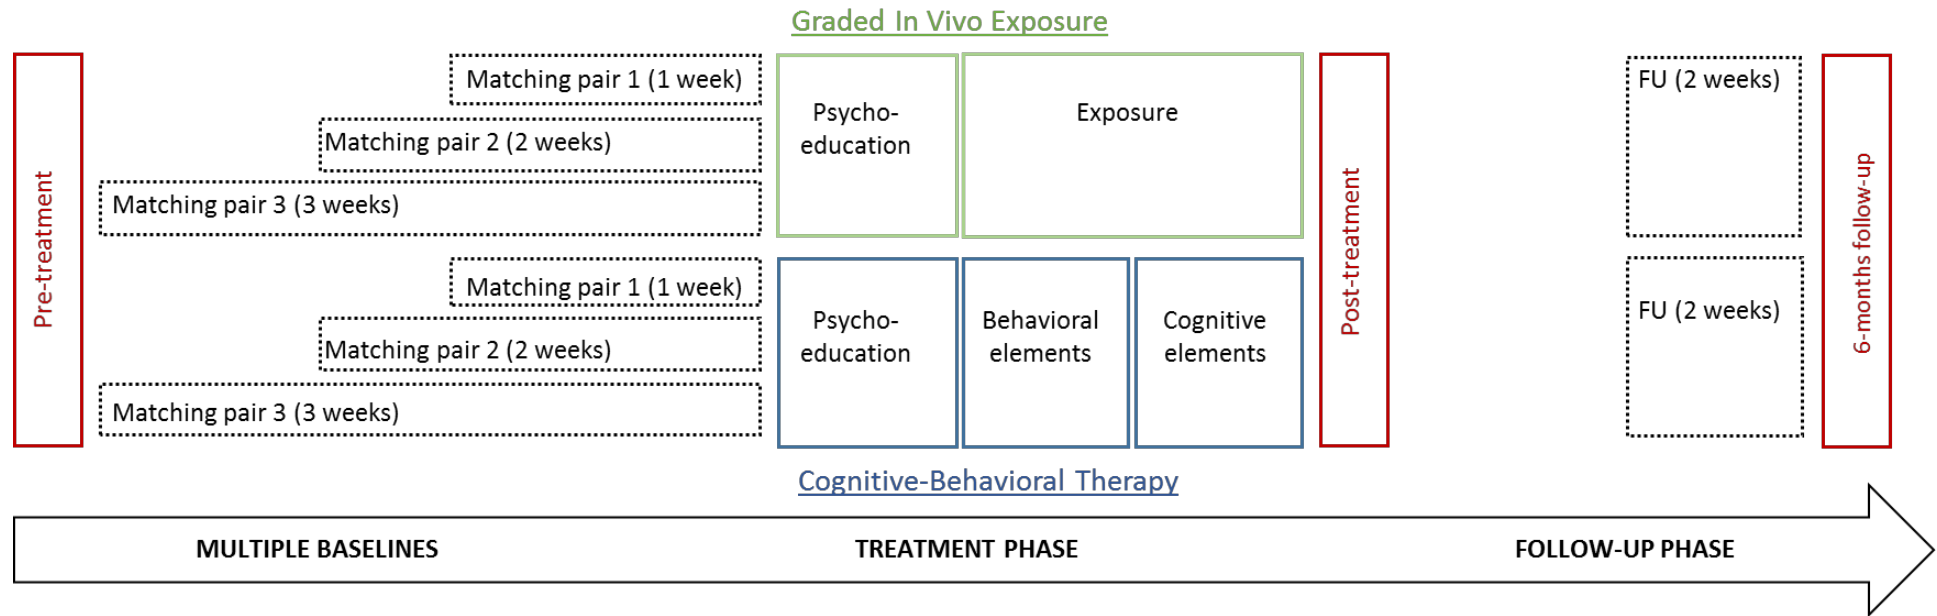 Graded In Vivo Exposure
Pre-treatment
Matching pair 1 (1 week)
Matching pair 2 (2 weeks)
Matching pair 3 (3 weeks)
Psycho-
education
Exposure
Matching pair 1 (1 week)
Matching pair 2 (2 weeks)
Matching pair 3 (3 weeks)
Psycho-
education
Behavioral
elements
Cognitive
elements
Post-treatment
FU (2 weeks)
FU (2 weeks)
6-months follow-up
Cognitive-Behavioral Therapy
MULTIPLE BASELINES
TREATMENT PHASE
FOLLOW-UP PHASE